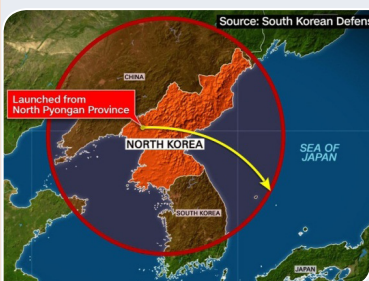 Source: South Korean Defens
CHINA
Launched from
North Pyongan Province
NORTH KOREA
SEA OF
JAPAN
SOUTH KOREA
JAPAN